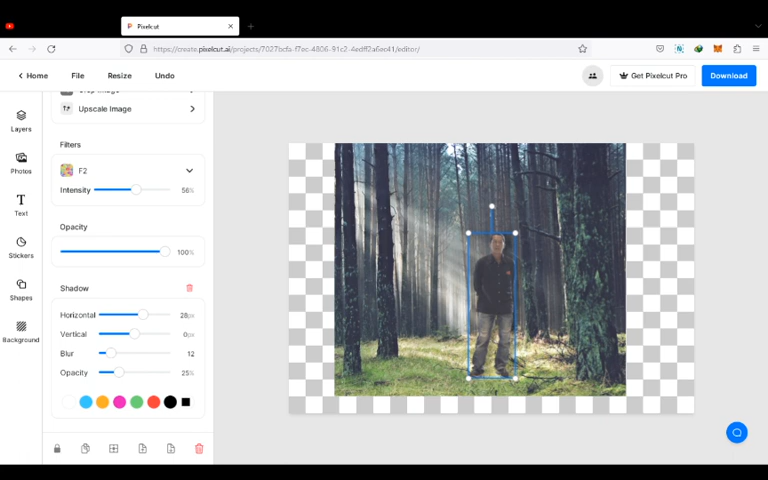 Pixelcut
https://create.pixelcut.ai/projects/7027bcfa-f7ec-4806-91c2-4edff2a6eo41/editor/
Home File Resize Undo Get Pixelcut Pro Download
Layers
Photos
Text
Stickers
Shapes
Background
Upscale Image
Filters
F2
Intensity 56%
Opacity
100%
Shadow
Horizontal 28px
Vertical 0px
Blur 12
Opacity 25%